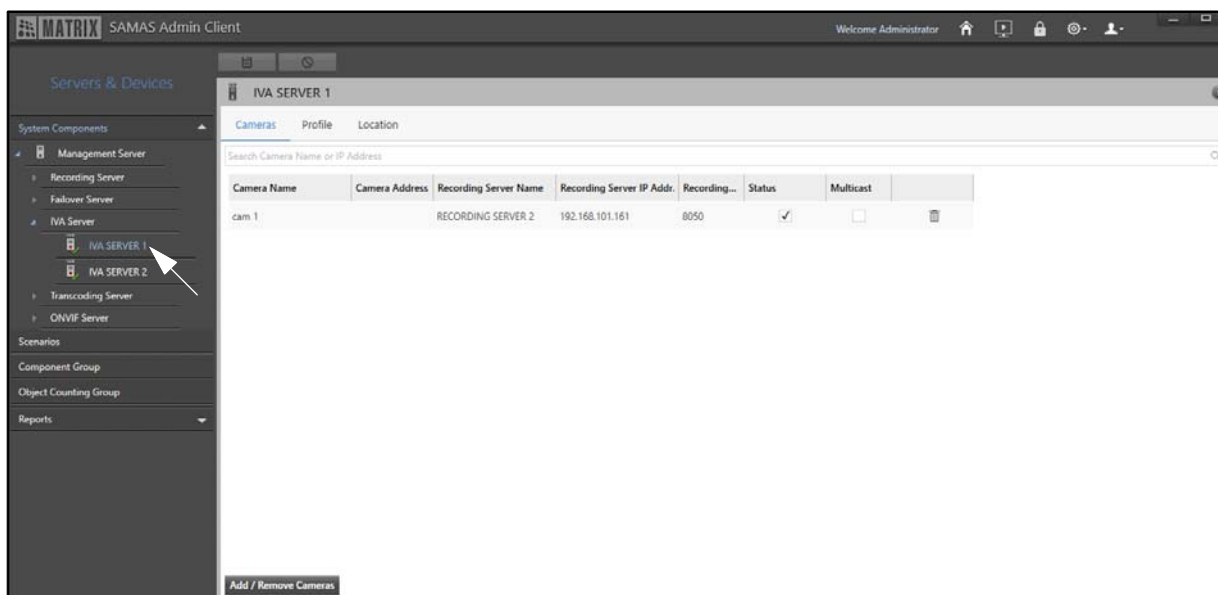 MATRIX SAMAS Admin Client
Welcome Administrator
Servers & Devices
System Components
Management Server
Recording Server
Failover Server
IVA Server
IVA SERVER 1
IVA SERVER 2
Transcoding Server
ONVIF Server
Scenarios
Component Group
Object Counting Group
Reports
IVA SERVER 1
Cameras Profile Location
Search Camera Name or IP Address
Camera Name Camera Address Recording Server Name Recording Server IP Addr. Recording... Status Multicast
cam 1 RECORDING SERVER 2 192.168.101.161 8050
Add / Remove Cameras